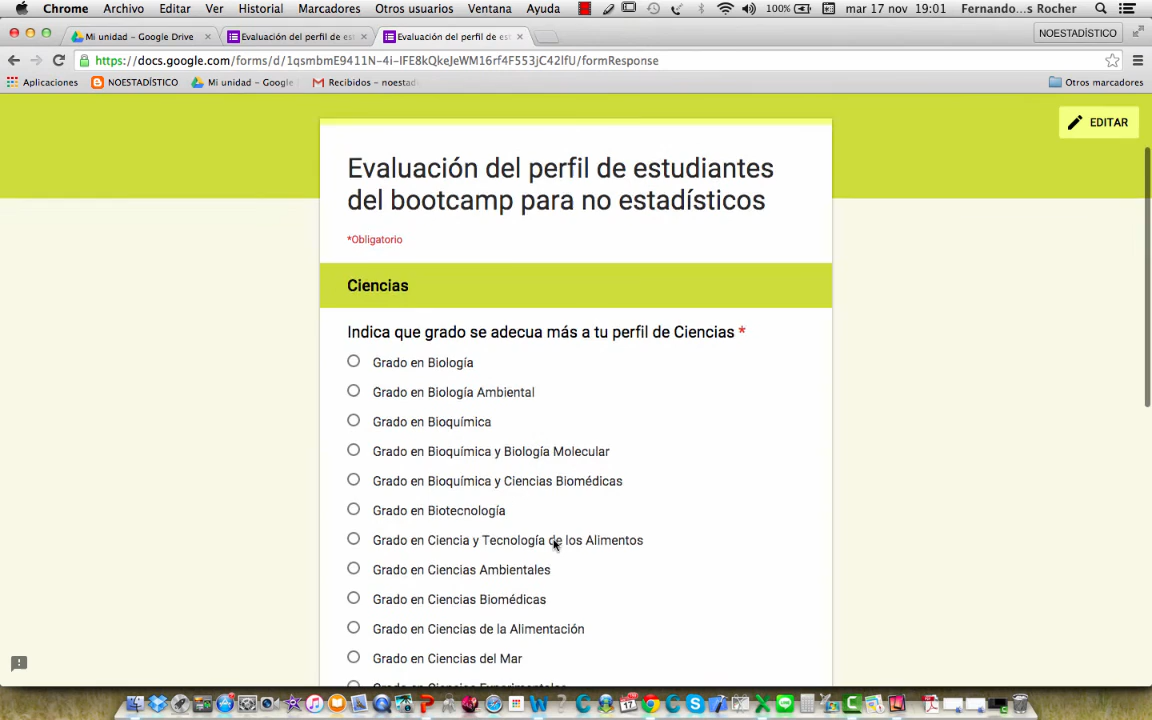 Chrome Archivo Editar Ver Historial Marcadores Otros usuarios Ventana Ayuda 100% mar 17 nov 19:01 Fernando...s Rocher
Mi unidad – Google Drive Evaluación del perfil de es Evaluación del perfil de es NOESTADÍSTICO
https://docs.google.com/forms/d/1qsmbmE9411N-4i-IFE8kQkeJeWM16rf4F553jC42lfU/formResponse
Aplicaciones NOESTADÍSTICO Mi unidad – Google Recibidos – noestad Otros marcadores
EDITAR
Evaluación del perfil de estudiantes
del bootcamp para no estadísticos
*Obligatorio
Ciencias
Indica que grado se adecua más a tu perfil de Ciencias *
Grado en Biología
Grado en Biología Ambiental
Grado en Bioquímica
Grado en Bioquímica y Biología Molecular
Grado en Bioquímica y Ciencias Biomédicas
Grado en Biotecnología
Grado en Ciencia y Tecnología de los Alimentos
Grado en Ciencias Ambientales
Grado en Ciencias Biomédicas
Grado en Ciencias de la Alimentación
Grado en Ciencias del Mar
Grado en Ciencias Experimentales